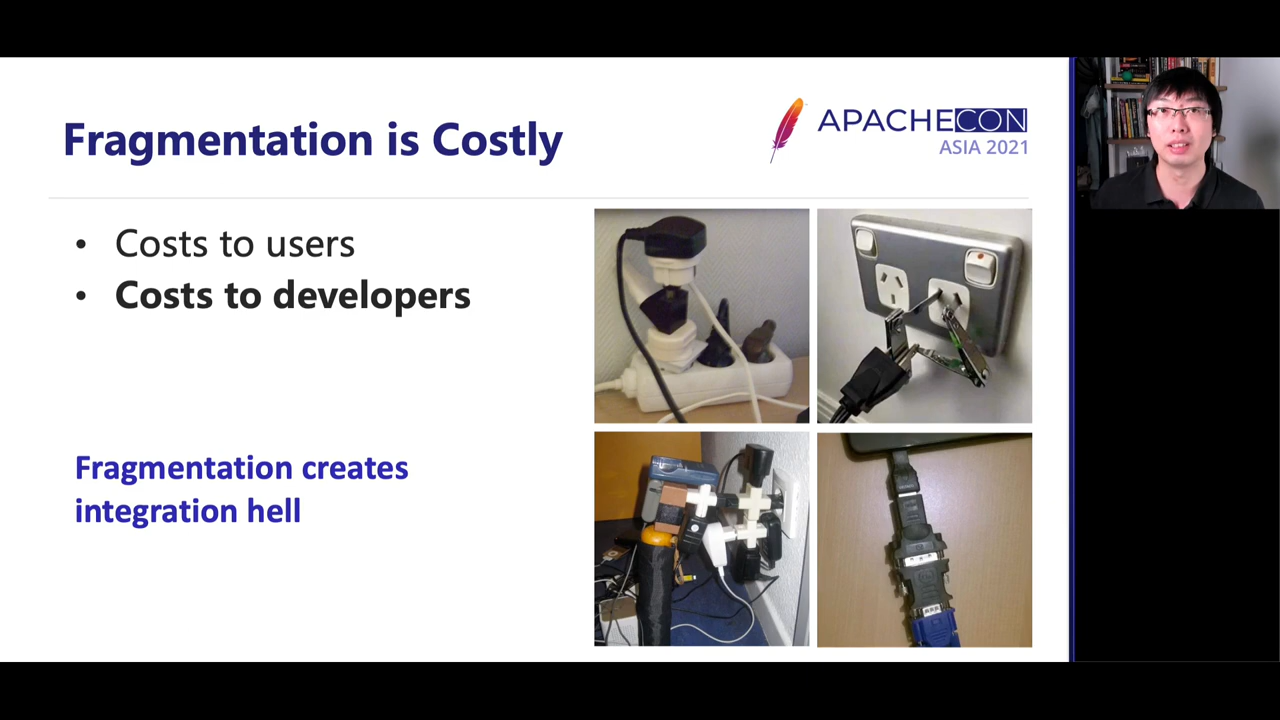 Fragmentation is Costly
APACHECON
ASIA 2021
• Costs to users
• Costs to developers
Fragmentation creates
integration hell